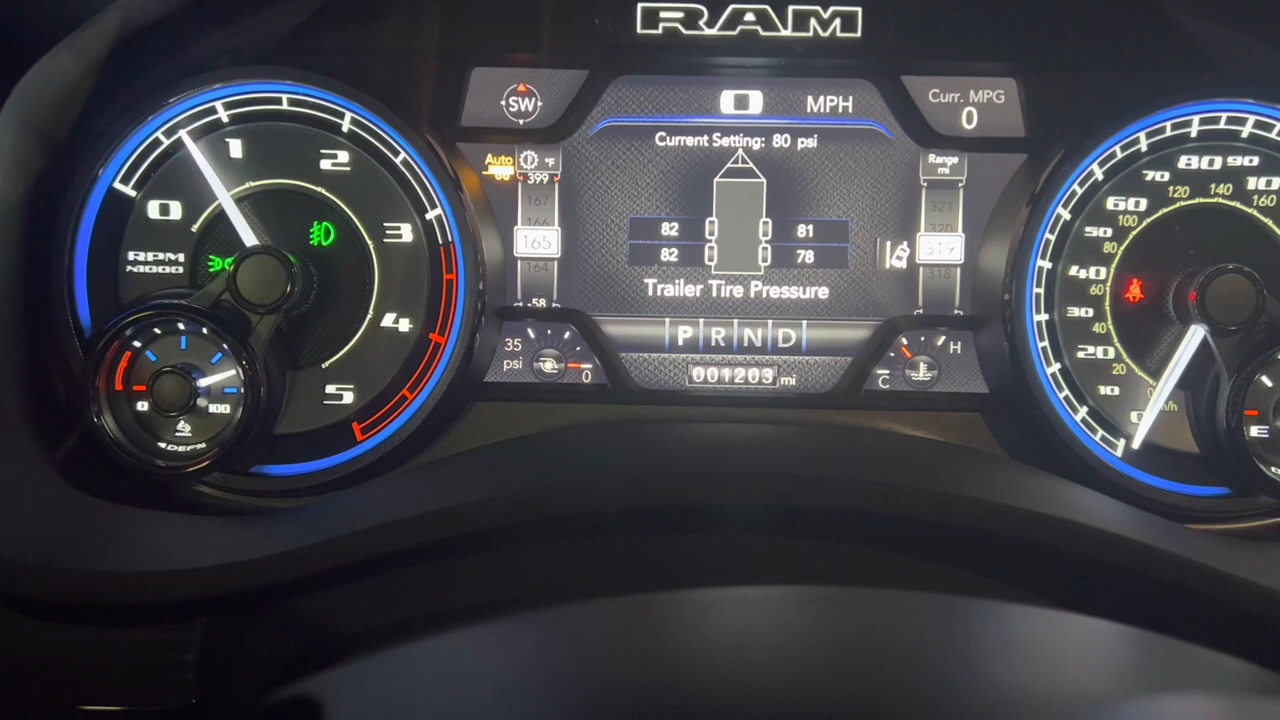 RAM
SW
0 MPH
Curr. MPG
0
Current Setting: 80 psi
Auto
°F
399
167
166
165
164
-58
82 81
82 78
Trailer Tire Pressure
Range
mi
321
320
319
318
P R N D
001203 mi
35
psi
0
C H
0 1 2 3 4 5
RPM
X1000
0 100
DEF%
0 10 20 30 40 50 60 70 80 90
20 40 60 80 100 120 140 160
E